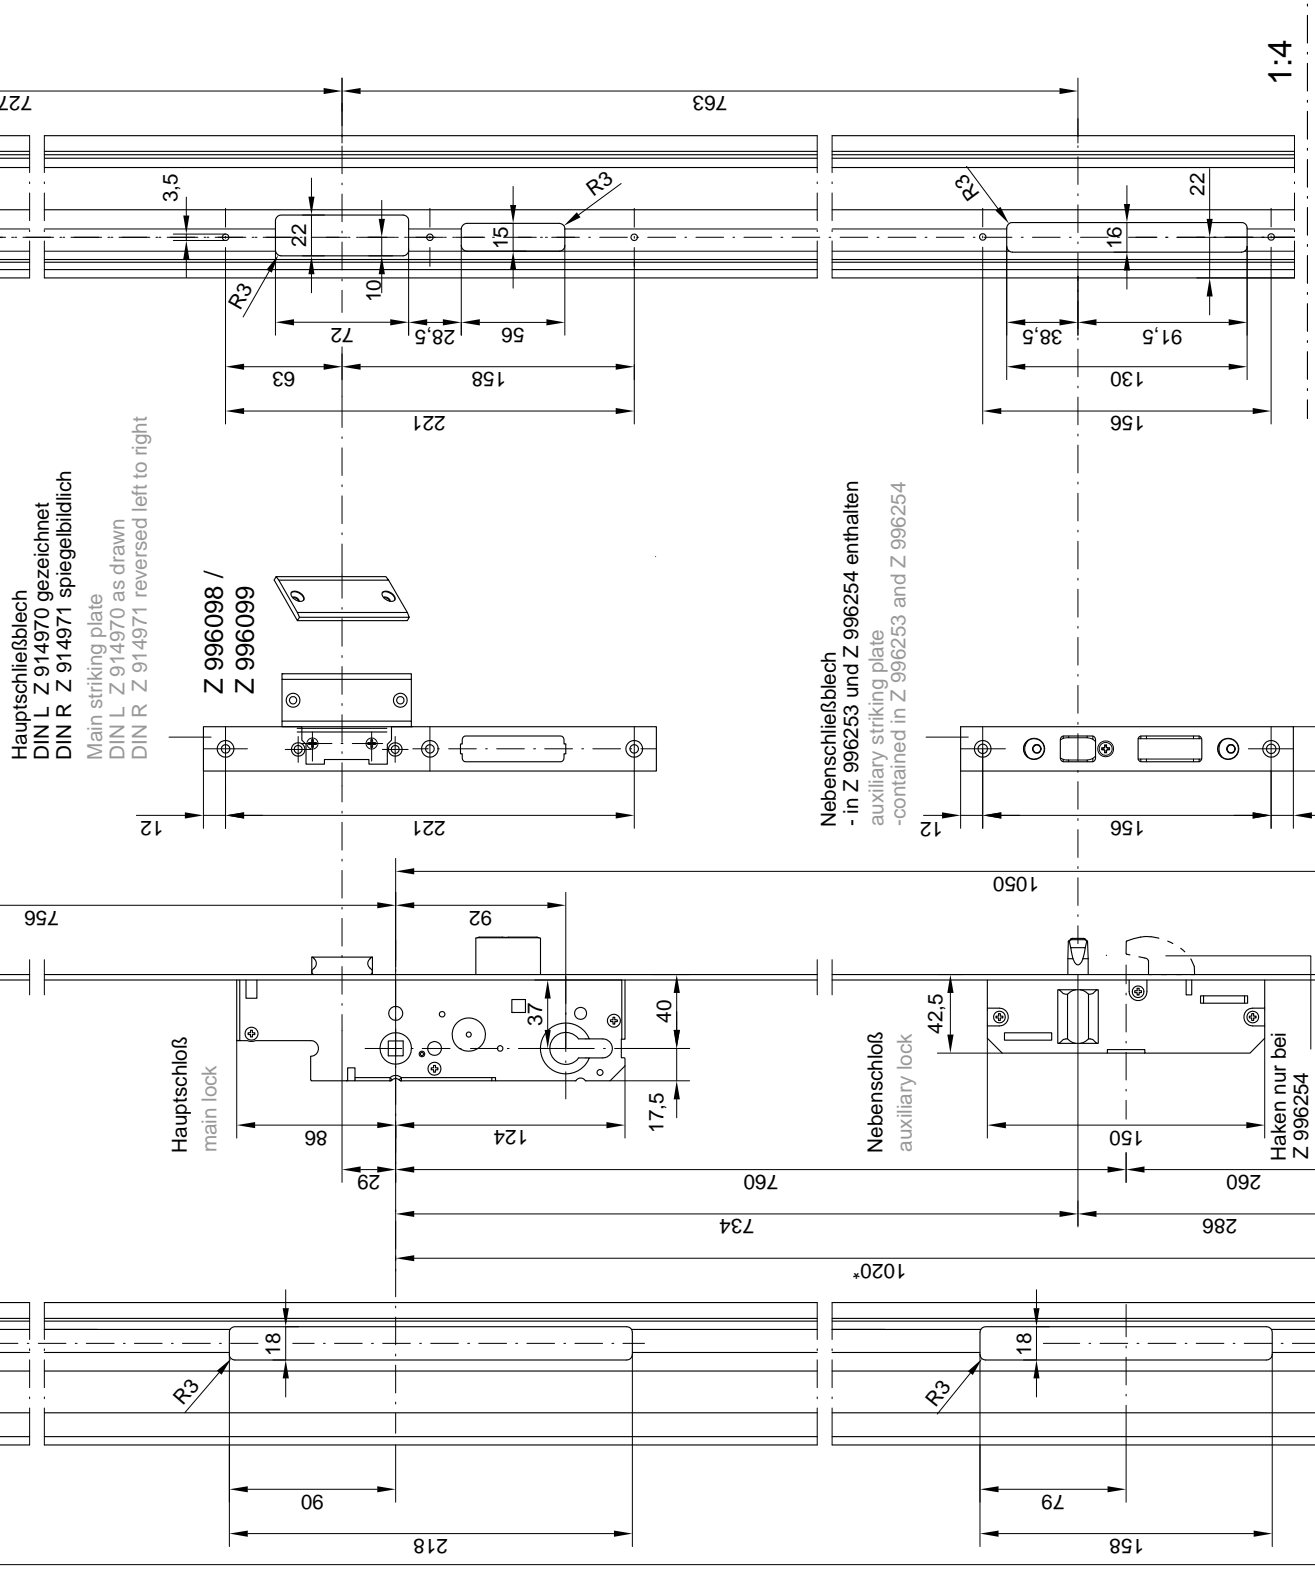 1:4
727
763
3,5
22
10
R3
15
R3
R3
16
22
72
28,5
56
38,5
91,5
63
158
130
221
156
Hauptschließblech
DIN L Z 914970 gezeichnet
DIN R Z 914971 spiegelbildlich
Main striking plate
DIN L Z 914970 as drawn
DIN R Z 914971 reversed left to right
Z 996098 /
Z 996099
12
221
Nebenschließblech
- in Z 996253 und Z 996254 enthalten
auxiliary striking plate
-contained in Z 996253 and Z 996254
12
156
1050
756
92
37
40
17,5
Hauptschloß
main lock
86
124
29
42,5
Nebenschloß
auxiliary lock
150
Haken nur bei
Z 996254
760
260
734
286
1020*
18
R3
18
R3
90
79
218
158